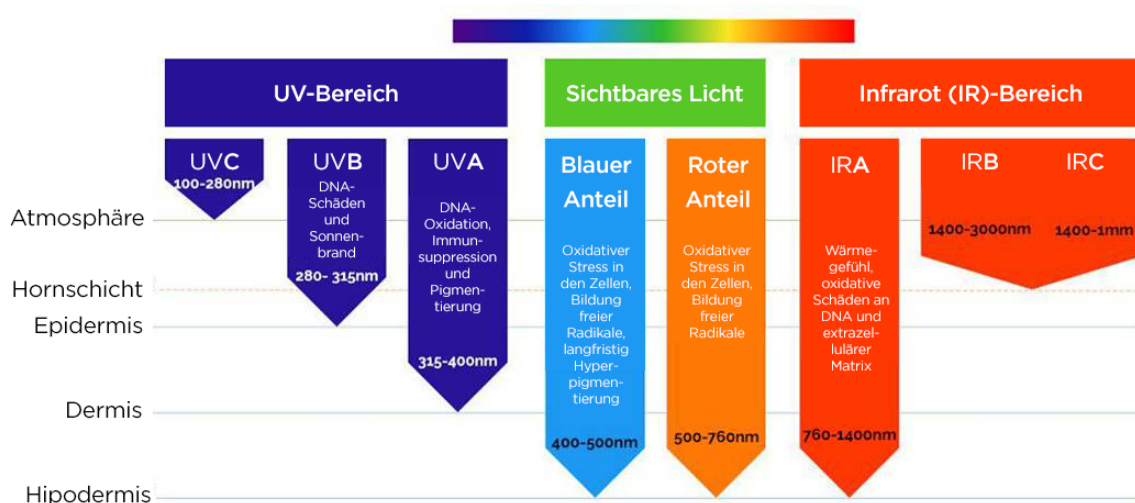 UV-Bereich
Sichtbares Licht
Infrarot (IR)-Bereich
UVC
100-280nm
UVB
DNA-
Schäden
und
Sonnen-
brand
280- 315nm
UVA
DNA-
Oxidation,
Immun-
suppression
und
Pigmen-
tierung
315-400nm
Blauer
Anteil
Oxidativer
Stress in
den Zellen,
Bildung
freier
Radikale,
langfristig
Hyper-
pigmen-
tierung
400-500nm
Roter
Anteil
Oxidativer
Stress in
den Zellen,
Bildung
freier
Radikale
500-760nm
IRA
Wärme-
gefühl,
oxidative
Schäden an
DNA und
extrazel-
lulärer
Matrix
760-1400nm
IRB
1400-3000nm
IRC
1400-1mm
Atmosphäre
Hornschicht
Epidermis
Dermis
Hipodermis